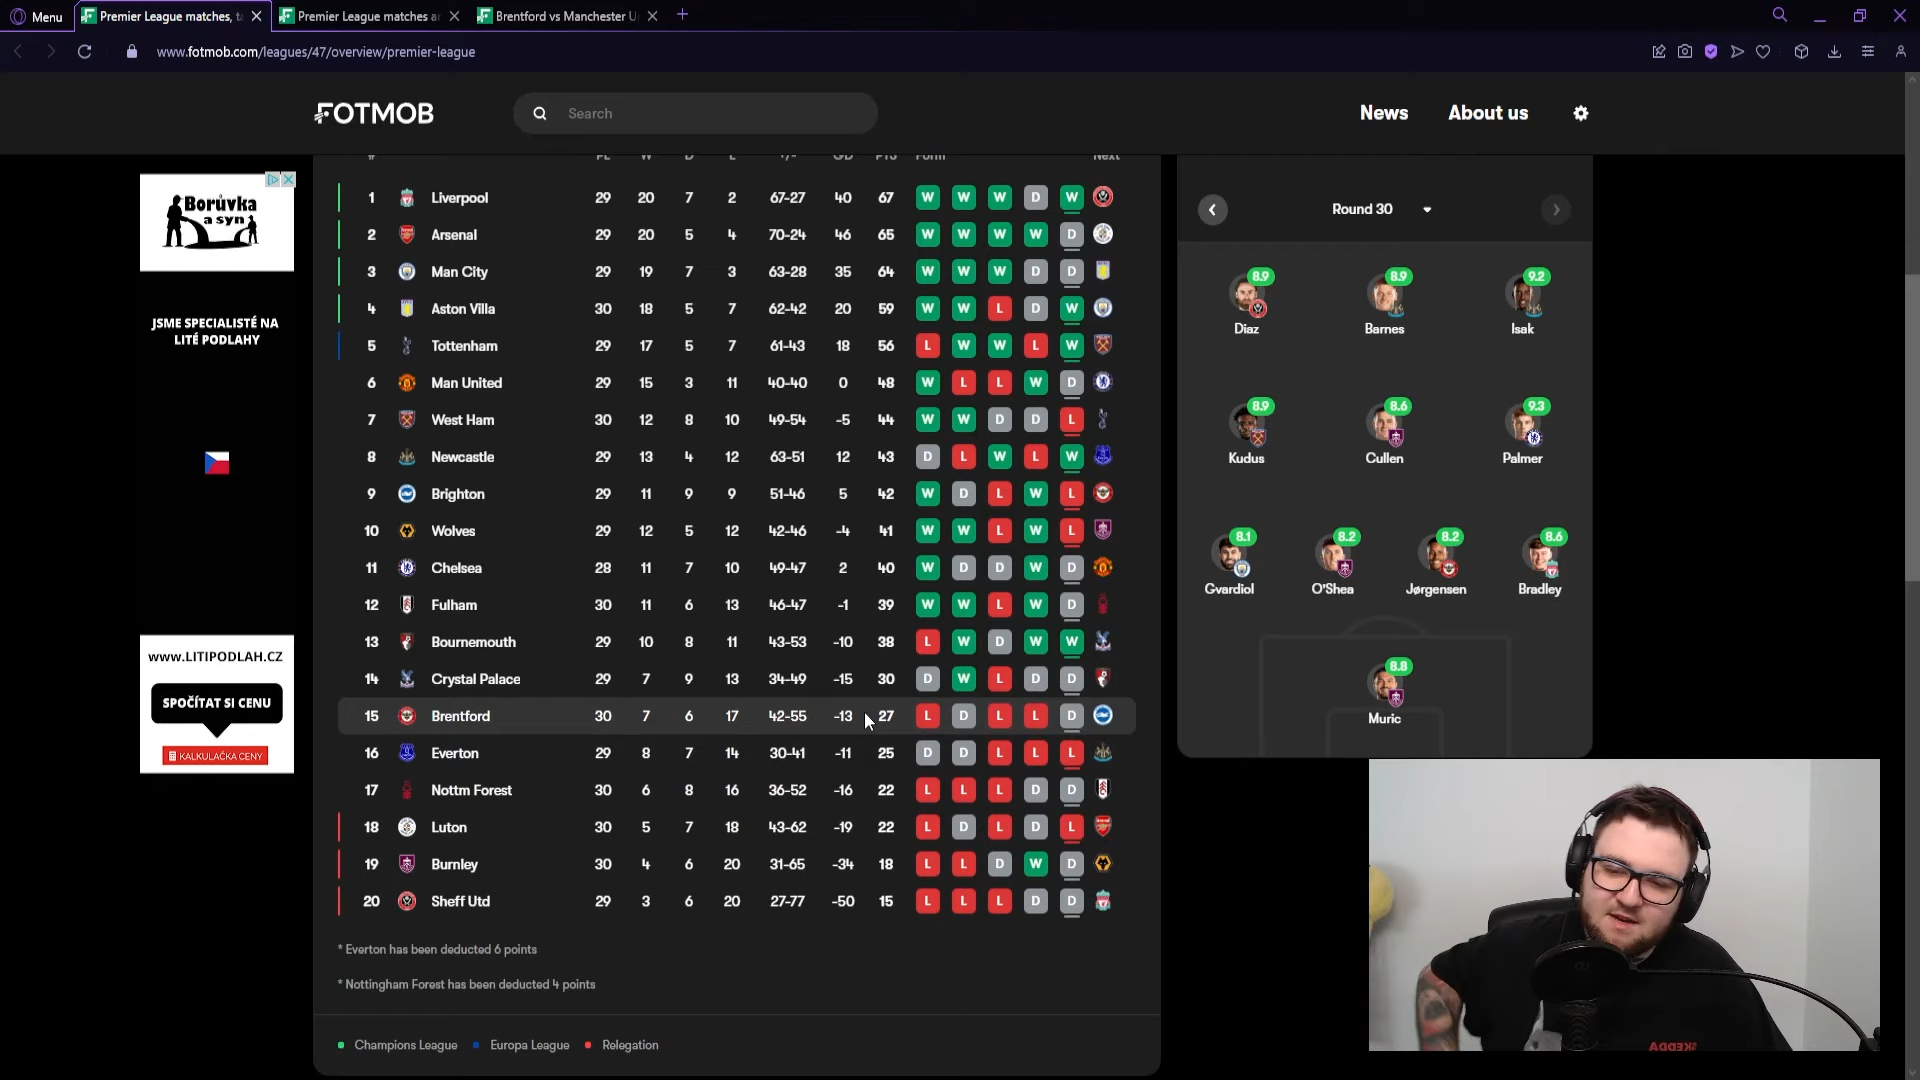 Menu
Premier League matches, ta
Premier League matches ar
Brentford vs Manchester U
www.fotmob.com/leagues/47/overview/premier-league
FOTMOB
Search
News
About us
# PL W D L +/- GD PTS Form Next
1 Liverpool 29 20 7 2 67-27 40 67 W W W D W
2 Arsenal 29 20 5 4 70-24 46 65 W W W W D
3 Man City 29 19 7 3 63-28 35 64 W W W D D
4 Aston Villa 30 18 5 7 62-42 20 59 W W L D W
5 Tottenham 29 17 5 7 61-43 18 56 L W W L W
6 Man United 29 15 3 11 40-40 0 48 W L L W D
7 West Ham 30 12 8 10 49-54 -5 44 W W D D L
8 Newcastle 29 13 4 12 63-51 12 43 D L W L W
9 Brighton 29 11 9 9 51-46 5 42 W D L W L
10 Wolves 29 12 5 12 42-46 -4 41 W W L W L
11 Chelsea 28 11 7 10 49-47 2 40 W D D W D
12 Fulham 30 11 6 13 46-47 -1 39 W W L W D
13 Bournemouth 29 10 8 11 43-53 -10 38 L W D W W
14 Crystal Palace 29 7 9 13 34-49 -15 30 D W L D D
15 Brentford 30 7 6 17 42-55 -13 27 L D L L D
16 Everton 29 8 7 14 30-41 -11 25 D D L L L
17 Nottm Forest 30 6 8 16 36-52 -16 22 L L L D D
18 Luton 30 5 7 18 43-62 -19 22 L D L D L
19 Burnley 30 4 6 20 31-65 -34 18 L L D W D
20 Sheff Utd 29 3 6 20 27-77 -50 15 L L L D D
* Everton has been deducted 6 points
* Nottingham Forest has been deducted 4 points
Champions League
Europa League
Relegation
Round 30
8.9 8.9 9.2
Diaz Barnes Isak
8.9 8.6 9.3
Kudus Cullen Palmer
8.1 8.2 8.2 8.6
Gvardiol O'Shea Jørgensen Bradley
8.8
Muric
Borůvka
a syn
JSME SPECIALISTÉ NA
LITÉ PODLAHY
WWW.LITIPODLAH.CZ
SPOČÍTAT SI CENU
KALKULAČKA CENY